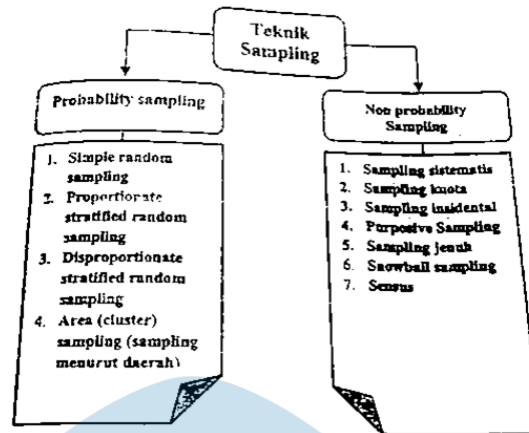 Teknik
Sampling
Probability sampling
1. Simple random
sampling
2. Proportionate
stratified random
sampling
3. Disproportionate
stratified random
sampling
4. Area (cluster)
sampling (sampling
menurut daerah)
Non probability
Sampling
1. Sampling sistematis
2. Sampling kuota
3. Sampling insidental
4. Purposive Sampling
5. Sampling jenuh
6. Snowball sampling
7. Sensus